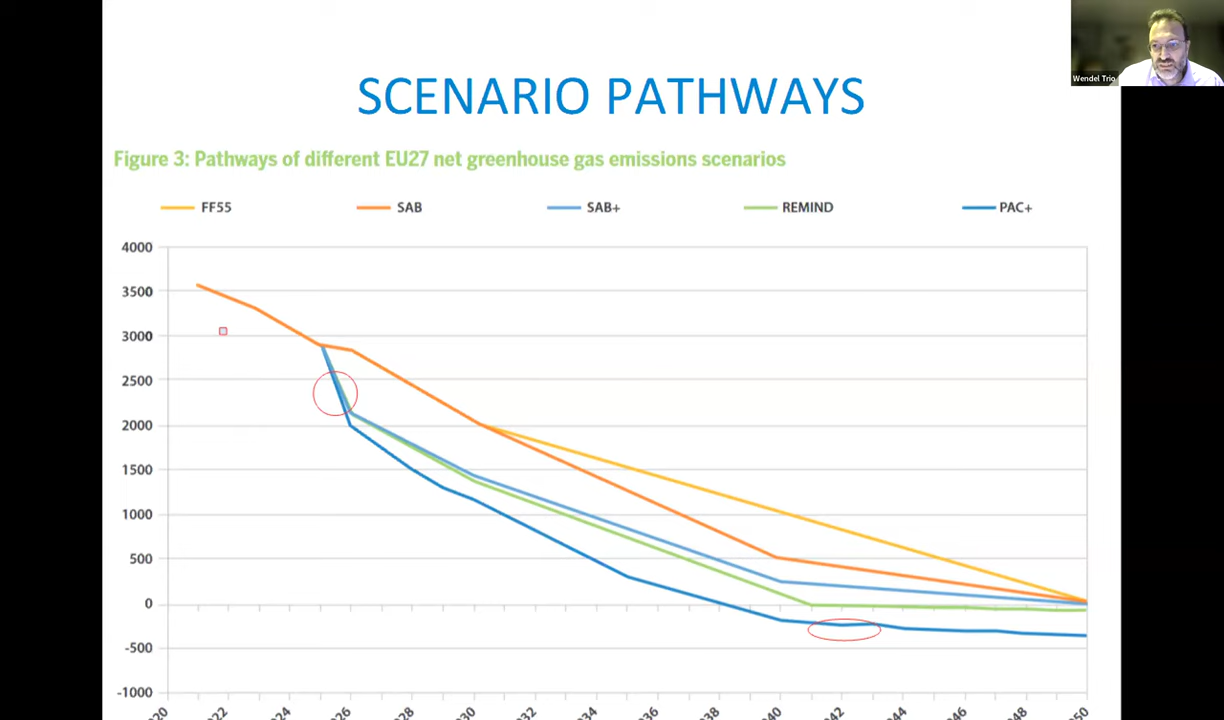 Wendel Trio
SCENARIO PATHWAYS
Figure 3: Pathways of different EU27 net greenhouse gas emissions scenarios
FF55 SAB SAB+ REMIND PAC+
4000
3500
3000
2500
2000
1500
1000
500
0
-500
-1000